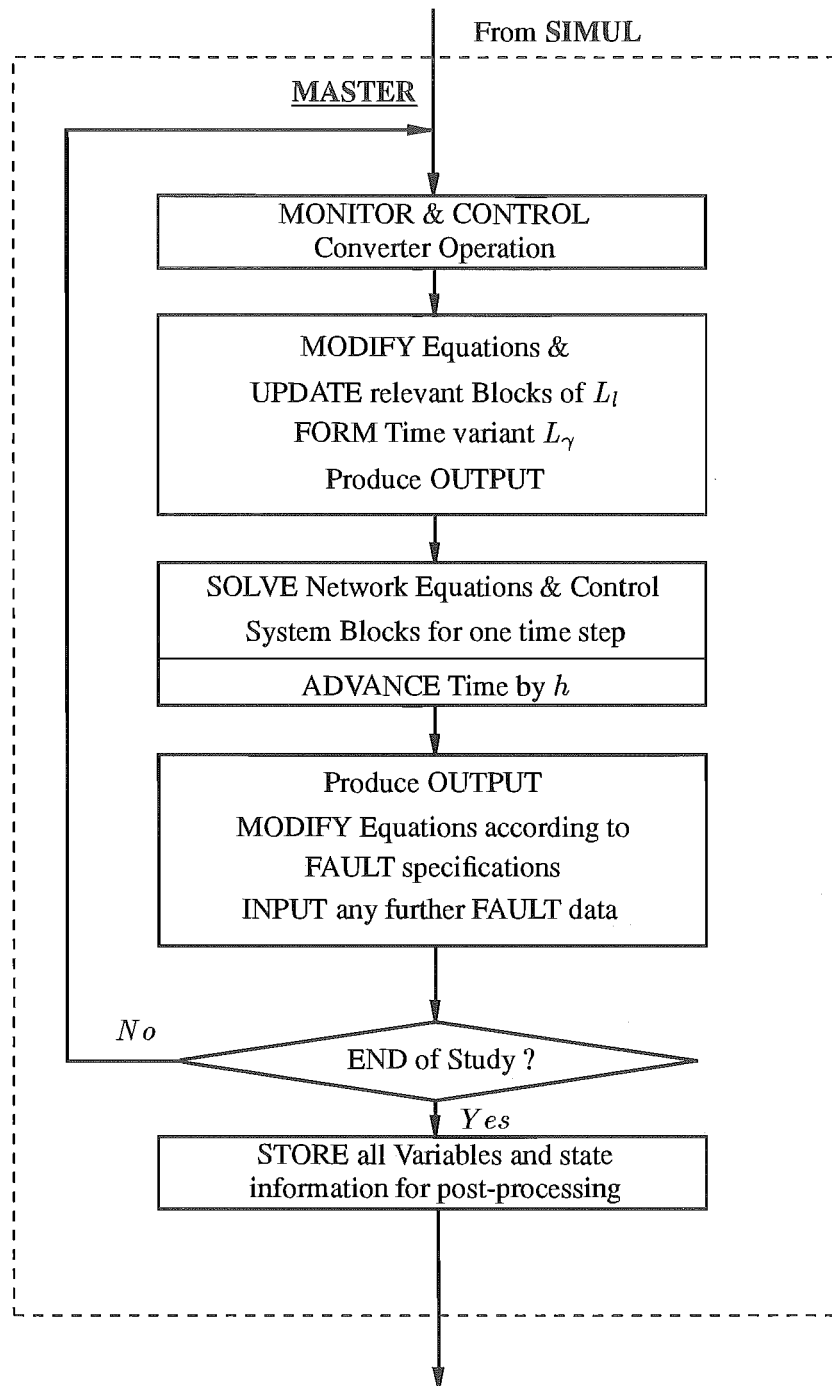 From SIMUL
MASTER
MONITOR & CONTROL
Converter Operation
MODIFY Equations &
UPDATE relevant Blocks of L_l
FORM Time variant L_γ
Produce OUTPUT
SOLVE Network Equations & Control
System Blocks for one time step
ADVANCE Time by h
Produce OUTPUT
MODIFY Equations according to
FAULT specifications
INPUT any further FAULT data
No
END of Study ?
Yes
STORE all Variables and state
information for post-processing